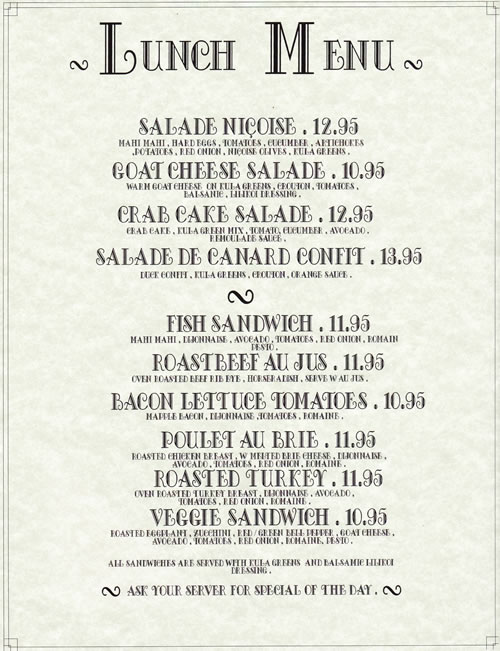 ~ LUNCH MENU ~
SALADE NIÇOISE . 12.95
MAHI MAHI , HARD EGGS , TOMATOES , CUCUMBER , ARTICHOKES
,POTATOES , RED ONION , NIÇOISE OLIVES , KULA GREENS .
GOAT CHEESE SALADE . 10.95
WARM GOAT CHEESE ON KULA GREENS , CROUTON , TOMATOES ,
BALSAMIC , LILIKOI DRESSING .
CRAB CAKE SALADE . 12.95
CRAB CAKE , KULA GREEN MIX , TOMATO, CUCUMBER , AVOCADO .
REMOULADE SAUCE .
SALADE DE CANARD CONFIT . 13.95
DUCK CONFIT , KULA GREENS , CROUTON , ORANGE SAUCE .
~
FISH SANDWICH . 11.95
MAHI MAHI , DIJONNAISE , AVOCADO , TOMATOES , RED ONION , ROMAIN
PESTO .
ROASTBEEF AU JUS . 11.95
OVEN ROASTED BEEF RIB EYE , HORSERADISH , SERVE W AU JUS .
BACON LETTUCE TOMATOES . 10.95
MAPPLE BACON , DIJONNAISE ,TOMATOES , ROMAINE .
POULET AU BRIE . 11.95
ROASTED CHICKEN BREAST , W MELTED BRIE CHEESE , DIJONNAISE ,
AVOCADO , TOMATOES , RED ONION , ROMAINE .
ROASTED TURKEY . 11.95
OVEN ROASTED TURKEY BREAST , DIJONNAISE , AVOCADO ,
TOMATOES , RED ONION , ROMAINE .
VEGGIE SANDWICH . 10.95
ROASTED EGGPLANT , ZUCCHINI , RED / GREEN BELL PEPPER , GOAT CHEESE ,
AVOCADO , TOMATOES , RED ONION , ROMAINE, PESTO .
ALL SANDWICHES ARE SERVED WITH KULA GREENS AND BALSAMIC LILIKOI
DRESSING .
~ ASK YOUR SERVER FOR SPECIAL OF THE DAY . ~